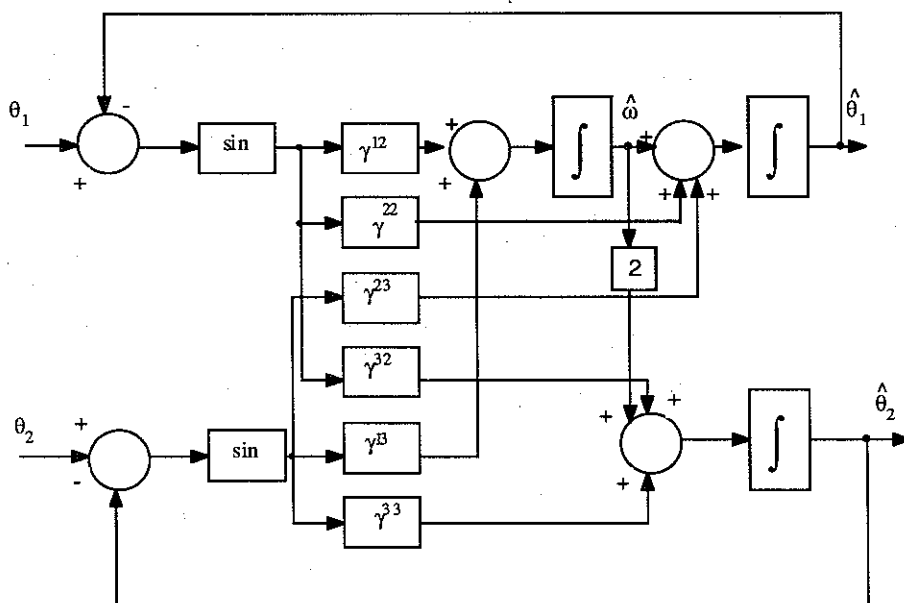 θ̂₁
θ₁ - ω̂
+ sin γ¹² + + ∫ + + + ∫
γ²²
γ²³ 2
γ³²
θ₂ + - sin γ¹³ + + + ∫ θ̂₂
γ³³